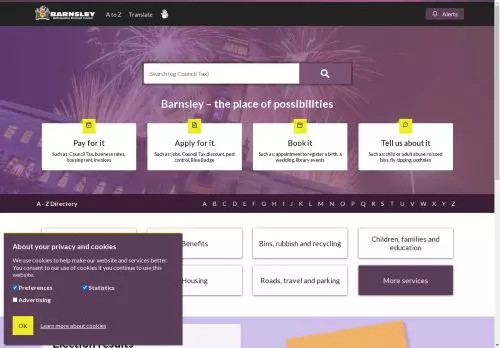 BARNSLEY
Metropolitan Borough Council
A to Z
Translate
Alerts
Search (eg Council Tax)
Barnsley – the place of possibilities
Pay for it
Such as: Council Tax, business rates,
housing rent, invoices
Apply for it
Such as: jobs, Council Tax discount, pest
control, Blue Badge
Book it
Such as: appointment to register a birth, a
wedding, library events
Tell us about it
Such as: child or adult abuse, missed
bins, fly-tipping, potholes
A - Z Directory
A B C D E F G H I J K L M N O P Q R S T U V W X Y Z
Benefits
Bins, rubbish and recycling
Children, families and
education
Housing
Roads, travel and parking
More services
About your privacy and cookies
We use cookies to help make our website and services better.
You consent to our use of cookies if you continue to use this
website.
Preferences
Statistics
Advertising
OK
Learn more about cookies
Election results